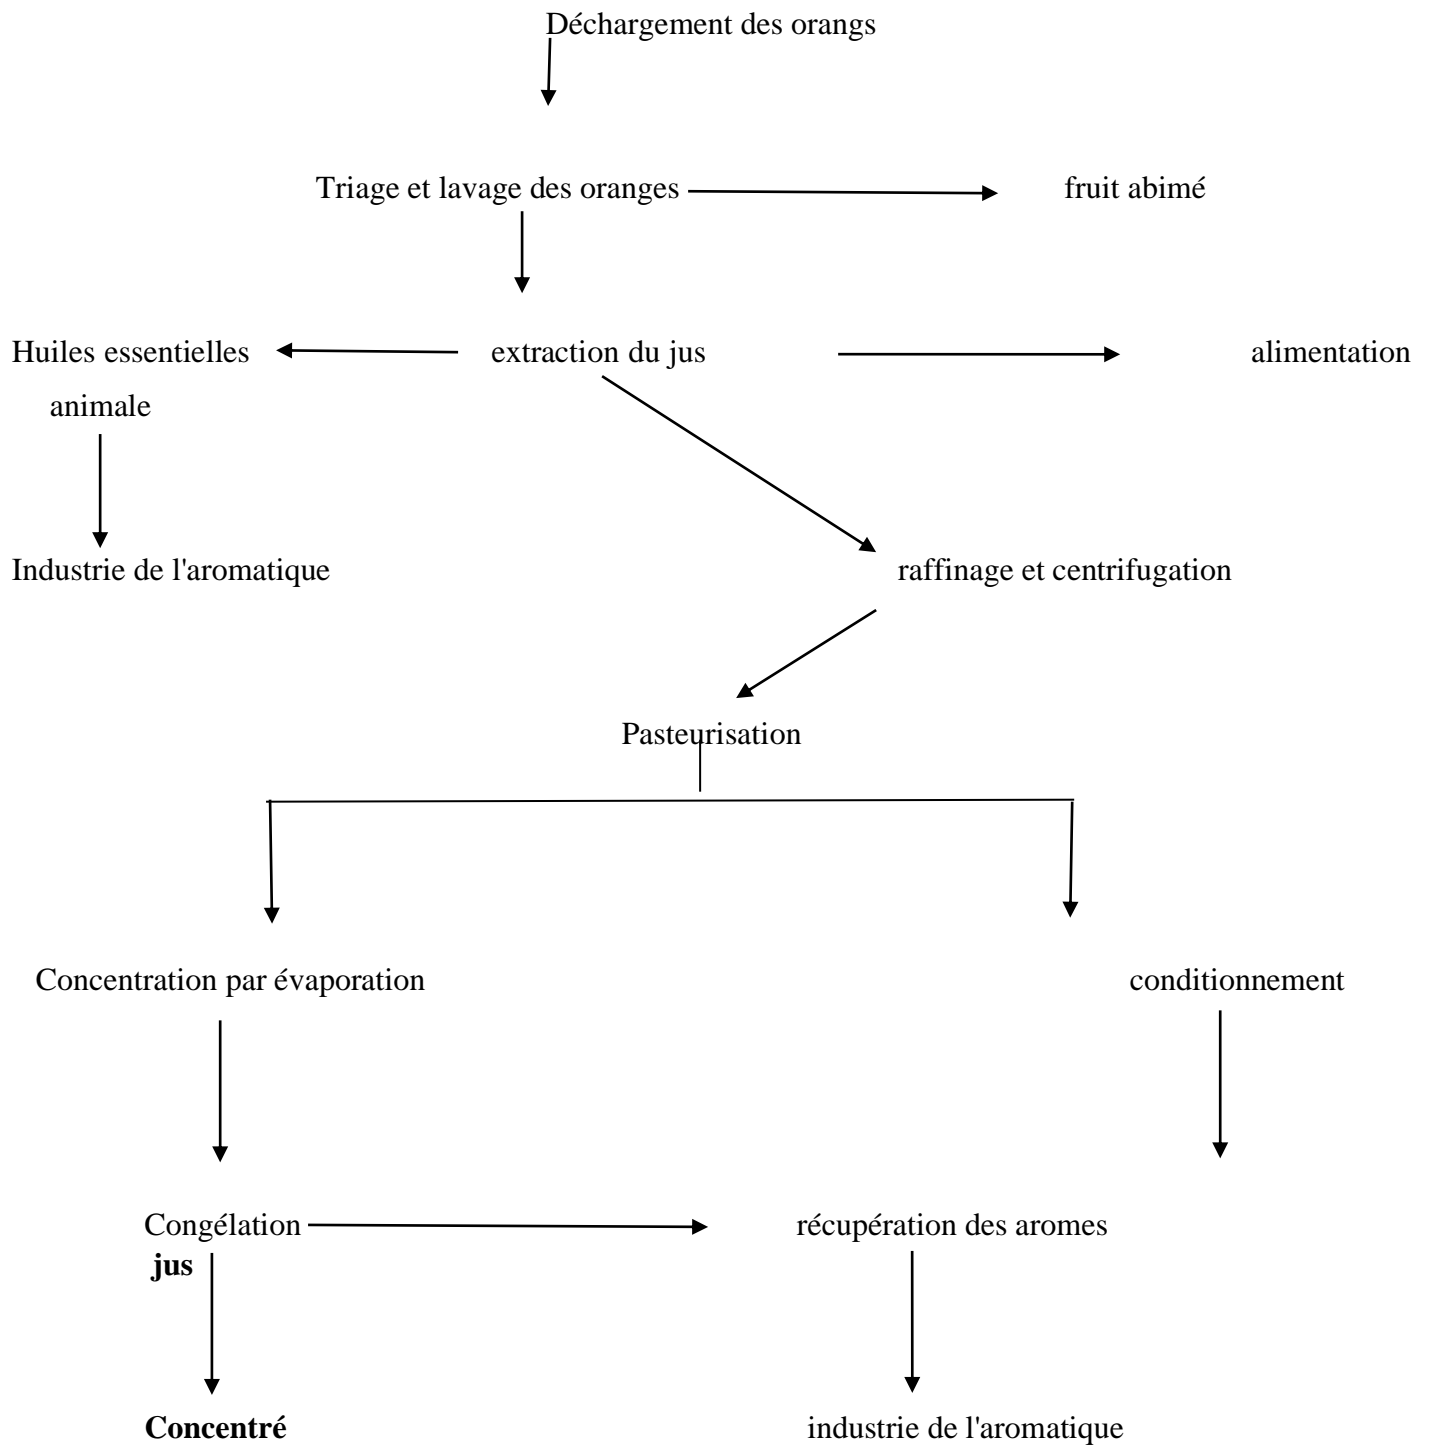 Déchargement des orangs
Triage et lavage des oranges fruit abimé
Huiles essentielles extraction du jus alimentation
animale
Industrie de l'aromatique raffinage et centrifugation
Pasteurisation
Concentration par évaporation conditionnement
Congélation récupération des aromes
jus
Concentré industrie de l'aromatique